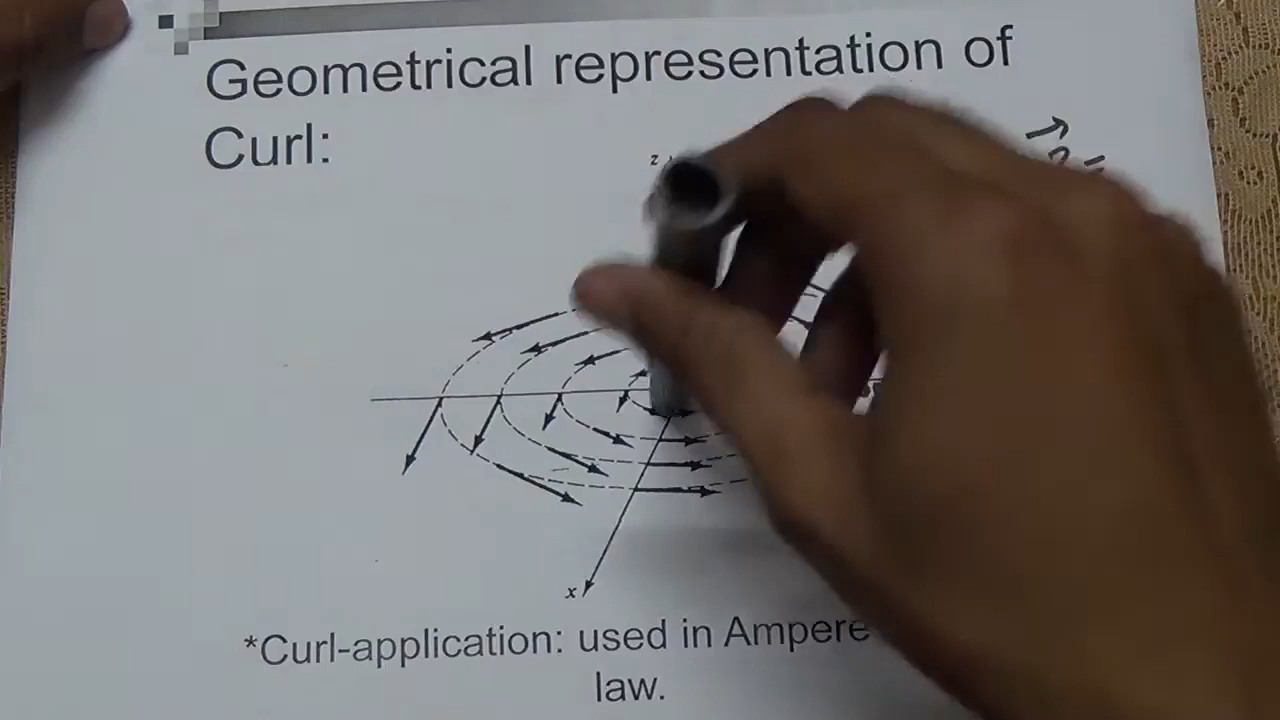 Geometrical representation of
Curl:
z
x
*Curl-application: used in Ampere
law.